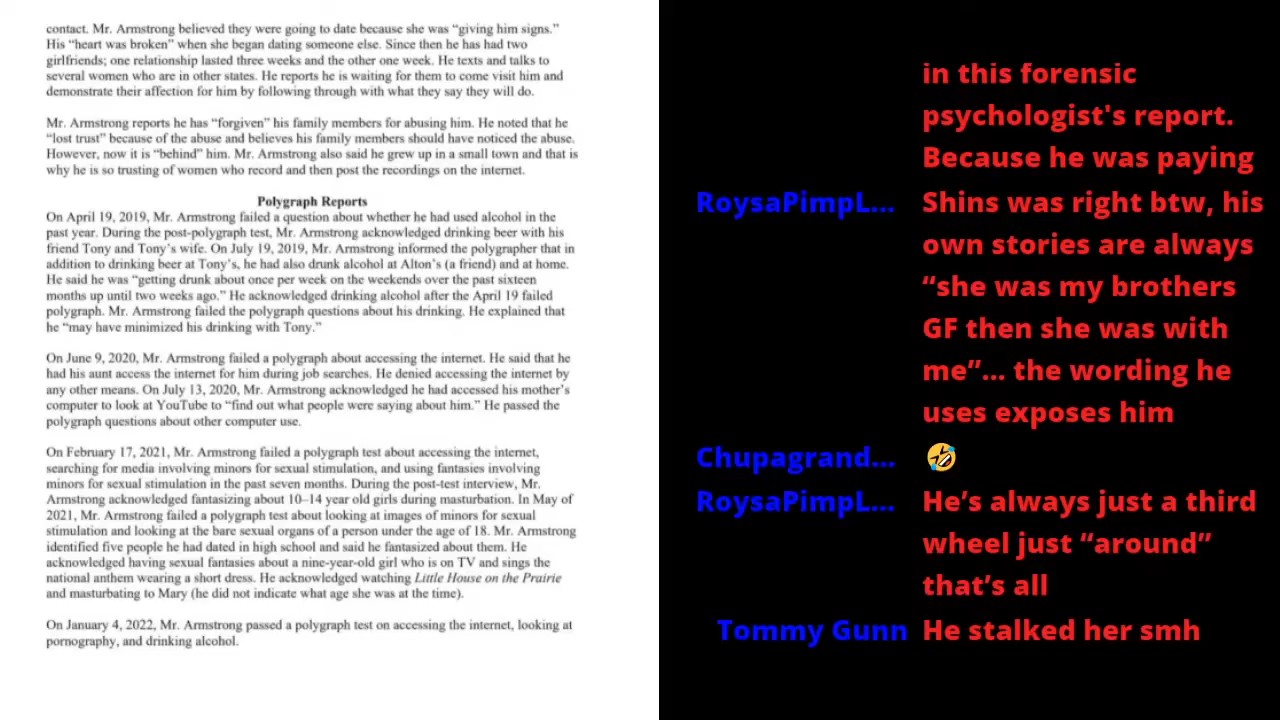 contact. Mr. Armstrong believed they were going to date because she was “giving him signs.”
His “heart was broken” when she began dating someone else. Since then he has had two
girlfriends; one relationship lasted three weeks and the other one week. He texts and talks to
several women who are in other states. He reports he is waiting for them to come visit him and
demonstrate their affection for him by following through with what they say they will do.
Mr. Armstrong reports he has “forgiven” his family members for abusing him. He noted that he
“lost trust” because of the abuse and believes his family members should have noticed the abuse.
However, now it is “behind” him. Mr. Armstrong also said he grew up in a small town and that is
why he is so trusting of women who record and then post the recordings on the internet.
Polygraph Reports
On April 19, 2019, Mr. Armstrong failed a question about whether he had used alcohol in the
past year. During the post-polygraph test, Mr. Armstrong acknowledged drinking beer with his
friend Tony and Tony’s wife. On July 19, 2019, Mr. Armstrong informed the polygrapher that in
addition to drinking beer at Tony’s, he had also drunk alcohol at Alton’s (a friend) and at home.
He said he was “getting drunk about once per week on the weekends over the past sixteen
months up until two weeks ago.” He acknowledged drinking alcohol after the April 19 failed
polygraph. Mr. Armstrong failed the polygraph questions about his drinking. He explained that
he “may have minimized his drinking with Tony.”
On June 9, 2020, Mr. Armstrong failed a polygraph about accessing the internet. He said that he
had his aunt access the internet for him during job searches. He denied accessing the internet by
any other means. On July 13, 2020, Mr. Armstrong acknowledged he had accessed his mother’s
computer to look at YouTube to “find out what people were saying about him.” He passed the
polygraph questions about other computer use.
On February 17, 2021, Mr. Armstrong failed a polygraph test about accessing the internet,
searching for media involving minors for sexual stimulation, and using fantasies involving
minors for sexual stimulation in the past seven months. During the post-test interview, Mr.
Armstrong acknowledged fantasizing about 10–14 year old girls during masturbation. In May of
2021, Mr. Armstrong failed a polygraph test about looking at images of minors for sexual
stimulation and looking at the bare sexual organs of a person under the age of 18. Mr. Armstrong
identified five people he had dated in high school and said he fantasized about them. He
acknowledged having sexual fantasies about a nine-year-old girl who is on TV and sings the
national anthem wearing a short dress. He acknowledged watching Little House on the Prairie
and masturbating to Mary (he did not indicate what age she was at the time).
On January 4, 2022, Mr. Armstrong passed a polygraph test on accessing the internet, looking at
pornography, and drinking alcohol.
in this forensic
psychologist's report.
Because he was paying
RoysaPimpL... Shins was right btw, his
own stories are always
“she was my brothers
GF then she was with
me”... the wording he
uses exposes him
Chupagrand... 🤣
RoysaPimpL... He’s always just a third
wheel just “around”
that’s all
Tommy Gunn He stalked her smh